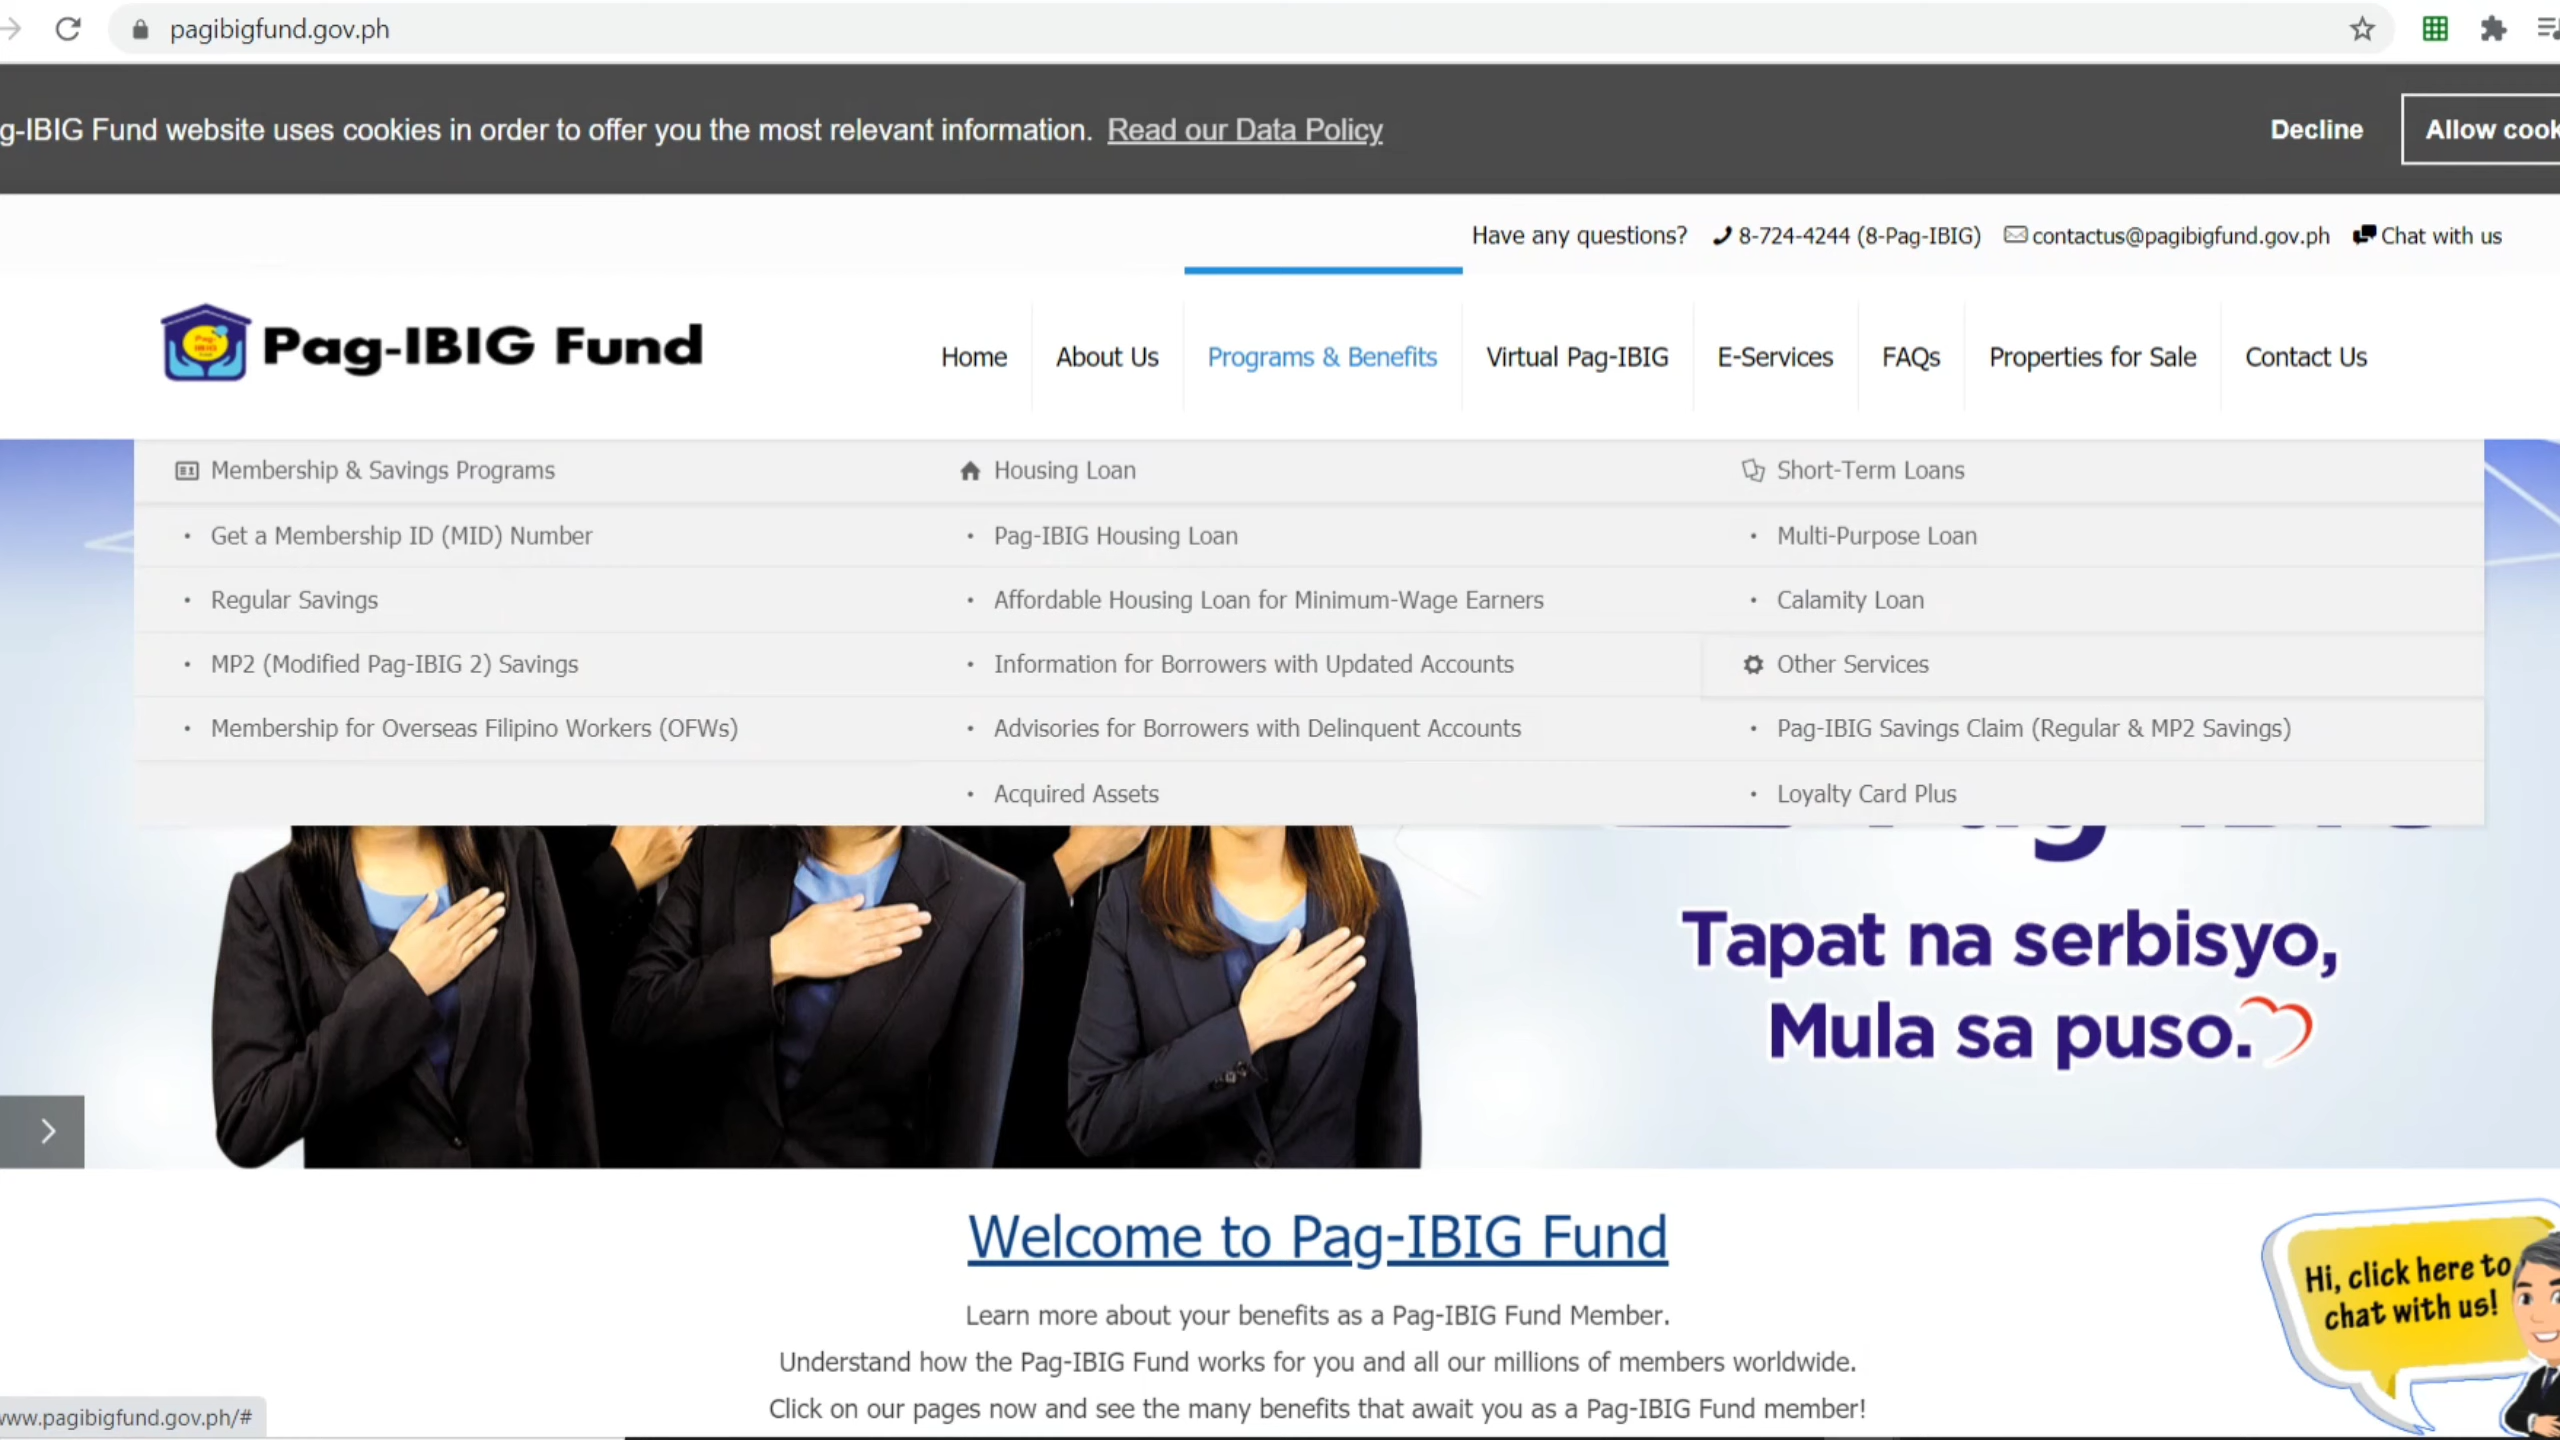 pagibigfund.gov.ph
g-IBIG Fund website uses cookies in order to offer you the most relevant information. Read our Data Policy
Decline
Allow cook
Have any questions? 8-724-4244 (8-Pag-IBIG) contactus@pagibigfund.gov.ph Chat with us
Pag-IBIG Fund
Home About Us Programs & Benefits Virtual Pag-IBIG E-Services FAQs Properties for Sale Contact Us
Membership & Savings Programs
Get a Membership ID (MID) Number
Regular Savings
MP2 (Modified Pag-IBIG 2) Savings
Membership for Overseas Filipino Workers (OFWs)
Housing Loan
Pag-IBIG Housing Loan
Affordable Housing Loan for Minimum-Wage Earners
Information for Borrowers with Updated Accounts
Advisories for Borrowers with Delinquent Accounts
Acquired Assets
Short-Term Loans
Multi-Purpose Loan
Calamity Loan
Other Services
Pag-IBIG Savings Claim (Regular & MP2 Savings)
Loyalty Card Plus
Tapat na serbisyo,
Mula sa puso.
Welcome to Pag-IBIG Fund
Learn more about your benefits as a Pag-IBIG Fund Member.
Understand how the Pag-IBIG Fund works for you and all our millions of members worldwide.
Click on our pages now and see the many benefits that await you as a Pag-IBIG Fund member!
Hi, click here to
chat with us!
www.pagibigfund.gov.ph/#